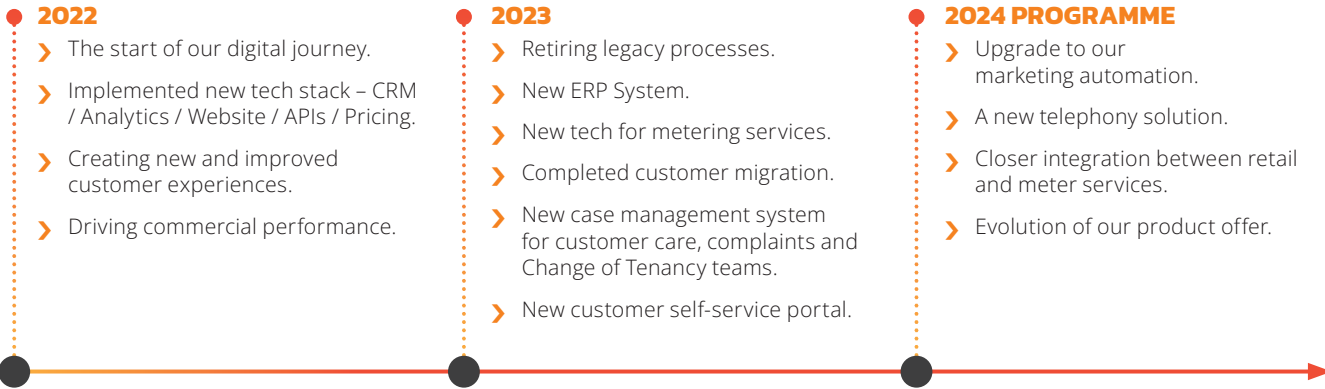 2022
The start of our digital journey.
Implemented new tech stack – CRM
/ Analytics / Website / APIs / Pricing.
Creating new and improved
customer experiences.
Driving commercial performance.
2023
Retiring legacy processes.
New ERP System.
New tech for metering services.
Completed customer migration.
New case management system
for customer care, complaints and
Change of Tenancy teams.
New customer self-service portal.
2024 PROGRAMME
Upgrade to our
marketing automation.
A new telephony solution.
Closer integration between retail
and meter services.
Evolution of our product offer.